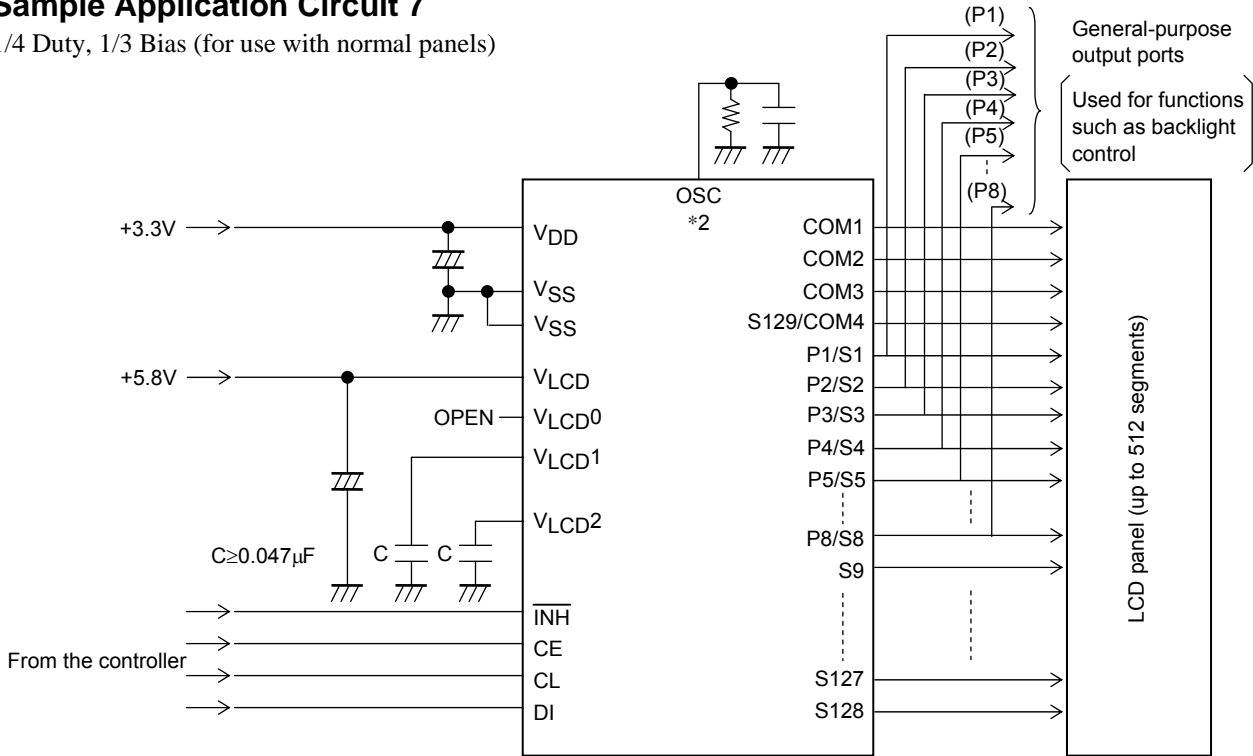 Sample Application Circuit 7
1/4 Duty, 1/3 Bias (for use with normal panels)
(P1)
(P2)
(P3)
(P4)
(P5)
(P8)
General-purpose
output ports
Used for functions
such as backlight
control
OSC
*2
+3.3V
VDD
VSS
VSS
+5.8V
VLCD
OPEN
VLCD0
VLCD1
VLCD2
C≥0.047μF
C
C
From the controller
INH
CE
CL
DI
COM1
COM2
COM3
S129/COM4
P1/S1
P2/S2
P3/S3
P4/S4
P5/S5
P8/S8
S9
S127
S128
LCD panel (up to 512 segments)